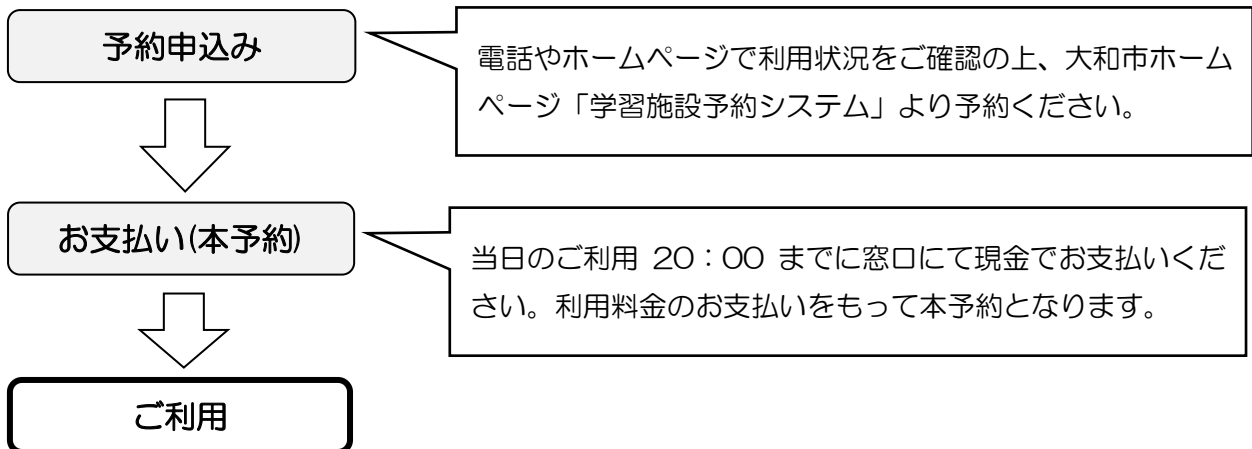 予約申込み
電話やホームページで利用状況をご確認の上、大和市ホーム
ページ「学習施設予約システム」より予約ください。
お支払い(本予約)
当日のご利用 20：00 までに窓口にて現金でお支払いくだ
さい。利用料金のお支払いをもって本予約となります。
ご利用